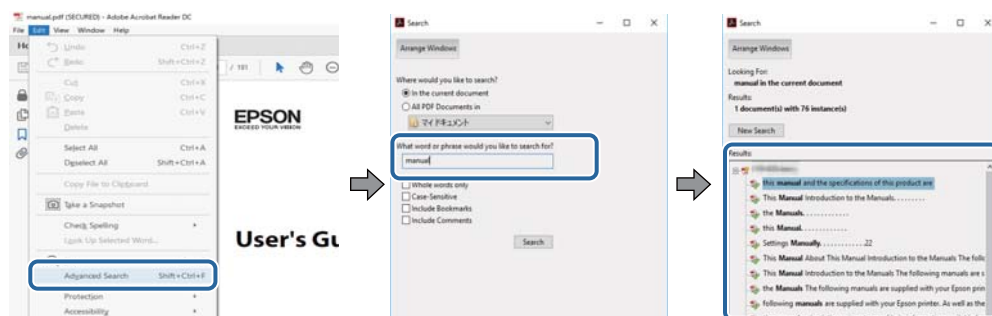 manual.pdf (SECURED) - Adobe Acrobat Reader DC
File Edit View Window Help
Undo Ctrl+Z
Redo Shift+Ctrl+Z
Cut Ctrl+X
Copy Ctrl+C
Paste Ctrl+V
Delete
Select All Ctrl+A
Deselect All Shift+Ctrl+A
Copy File to Clipboard
Take a Snapshot
Check Spelling
Look Up Selected Word...
Advanced Search Shift+Ctrl+F
Protection
Accessibility
/ 181
EPSON
EXCEED YOUR VISION
User's Gu
Search
Arrange Windows
Where would you like to search?
In the current document
All PDF Documents in
マイ ドキュメント
What word or phrase would you like to search for?
manual
Whole words only
Case-Sensitive
Include Bookmarks
Include Comments
Search
Search
Arrange Windows
Looking For:
manual in the current document
Results:
1 document(s) with 76 instance(s)
New Search
Results:
this manual and the specifications of this product are
This Manual Introduction to the Manuals. . . . . . . . .
the Manuals. . . . . . . . . . . .
this Manual. . . . . . . . . . . .
Settings Manually. . . . . . . . . . . .22
This Manual About This Manual Introduction to the Manuals The follo
This Manual Introduction to the Manuals The following manuals are s
the Manuals The following manuals are supplied with your Epson prin
following manuals are supplied with your Epson printer. As well as the